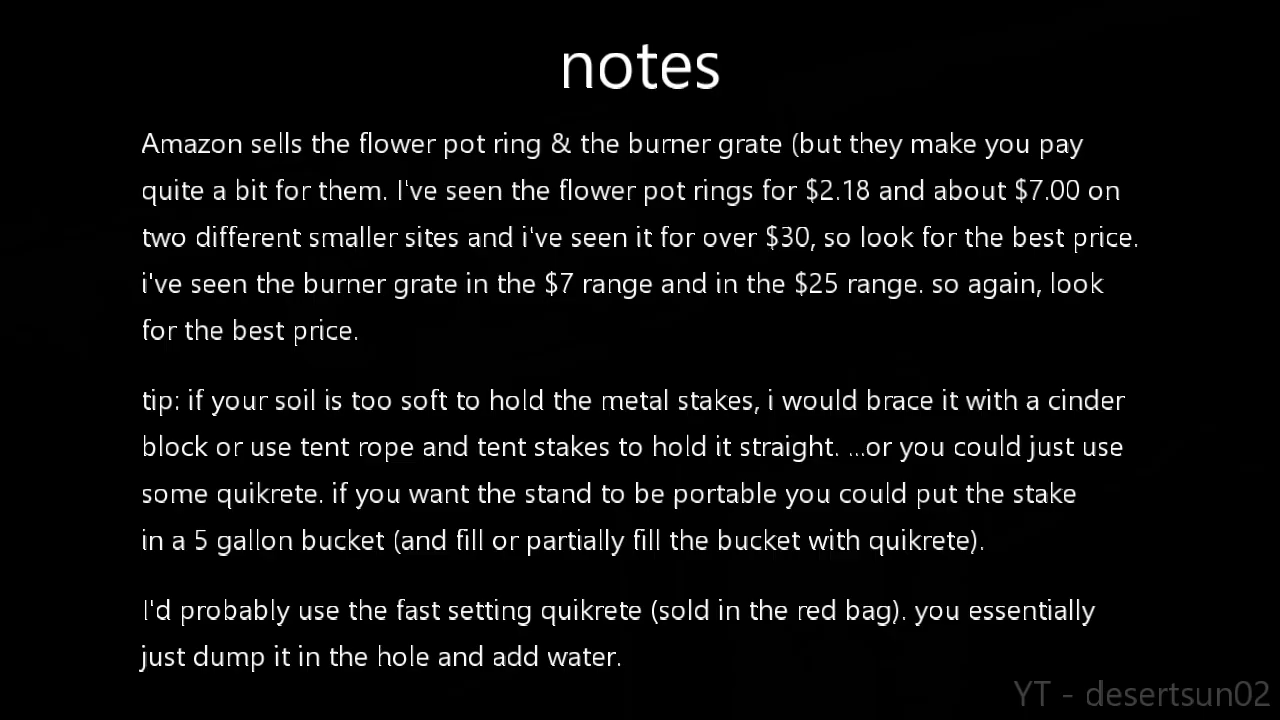 notes
Amazon sells the flower pot ring & the burner grate (but they make you pay
quite a bit for them. I've seen the flower pot rings for $2.18 and about $7.00 on
two different smaller sites and i've seen it for over $30, so look for the best price.
i've seen the burner grate in the $7 range and in the $25 range. so again, look
for the best price.
tip: if your soil is too soft to hold the metal stakes, i would brace it with a cinder
block or use tent rope and tent stakes to hold it straight. ...or you could just use
some quikrete. if you want the stand to be portable you could put the stake
in a 5 gallon bucket (and fill or partially fill the bucket with quikrete).
I'd probably use the fast setting quikrete (sold in the red bag). you essentially
just dump it in the hole and add water.
YT - desertsun02